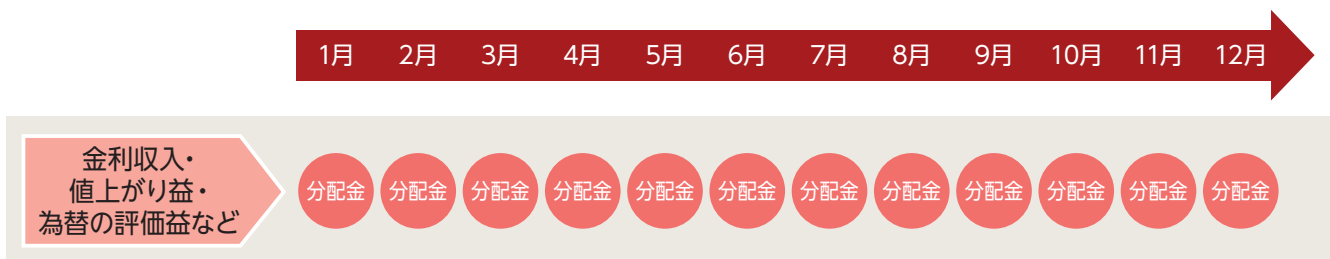 1月 2月 3月 4月 5月 6月 7月 8月 9月 10月 11月 12月
金利収入・
値上がり益・
為替の評価益など
分配金 分配金 分配金 分配金 分配金 分配金 分配金 分配金 分配金 分配金 分配金 分配金